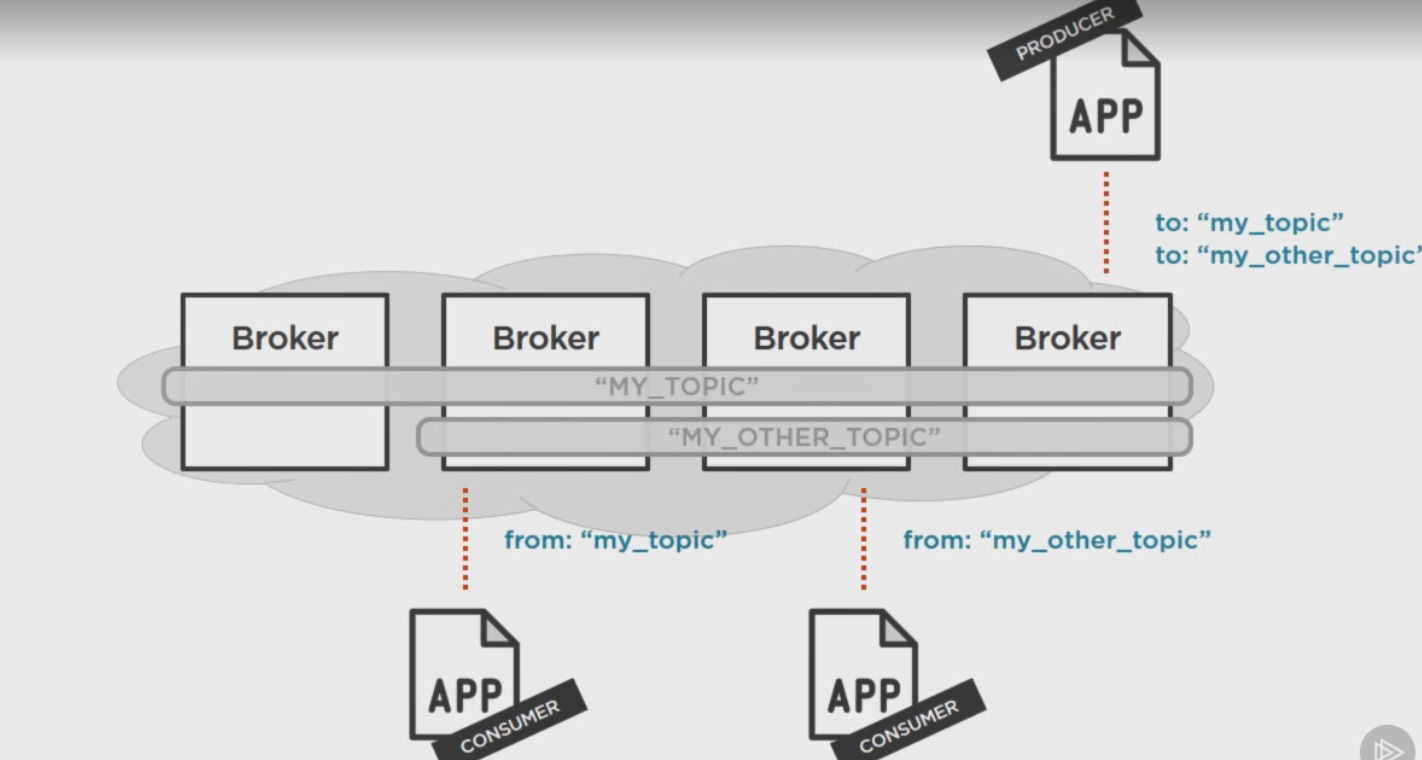 PRODUCER
APP
to: “my_topic”
to: “my_other_topic”
Broker
Broker
Broker
Broker
“MY_TOPIC”
“MY_OTHER_TOPIC”
from: “my_topic”
from: “my_other_topic”
APP
CONSUMER
APP
CONSUMER